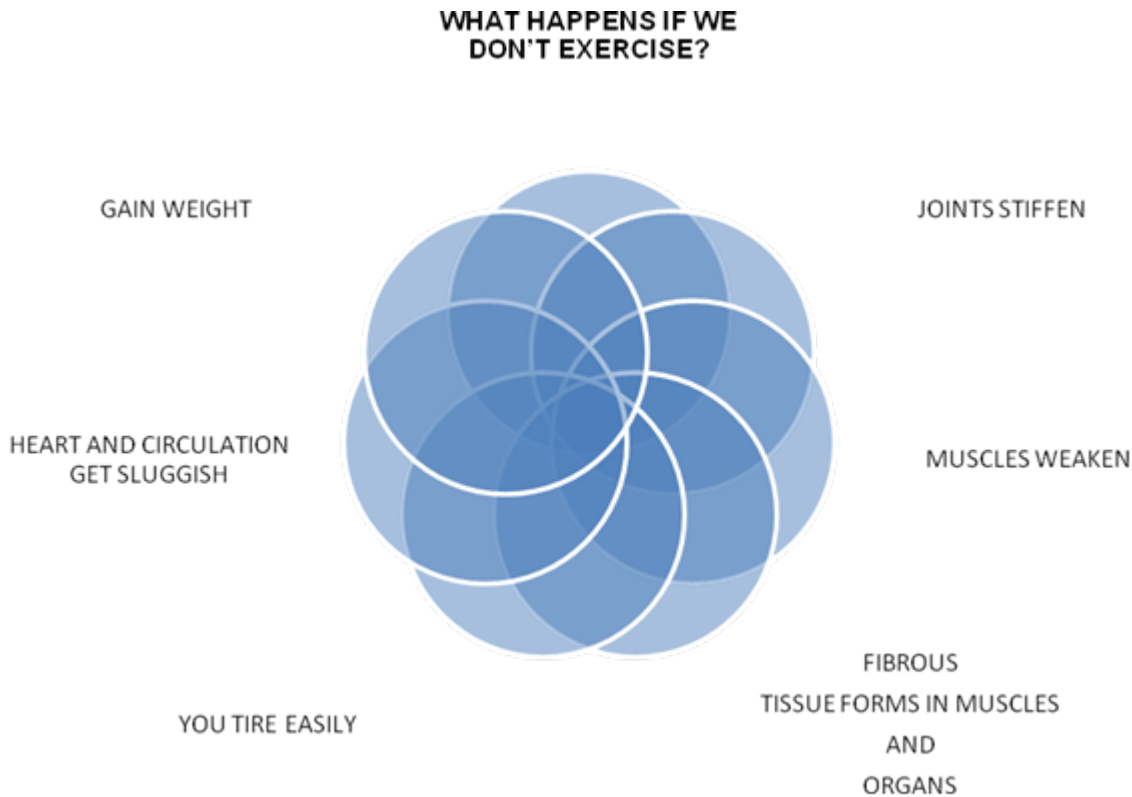 WHAT HAPPENS IF WE
DON'T EXERCISE?
GAIN WEIGHT
JOINTS STIFFEN
HEART AND CIRCULATION
GET SLUGGISH
MUSCLES WEAKEN
YOU TIRE EASILY
FIBROUS
TISSUE FORMS IN MUSCLES
AND
ORGANS